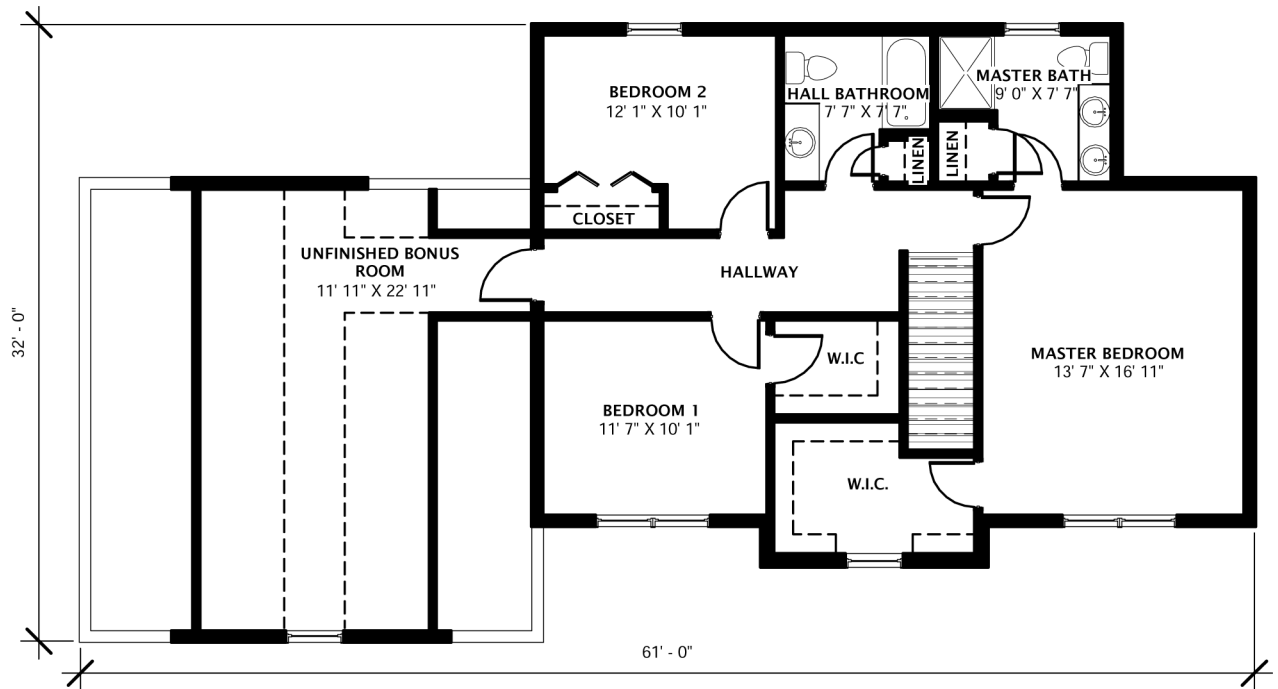 BEDROOM 2
12' 1" X 10' 1"
HALL BATHROOM
7' 7" X 7' 7"
MASTER BATH
9' 0" X 7' 7"
LINEN
LINEN
CLOSET
UNFINISHED BONUS
ROOM
11' 11" X 22' 11"
HALLWAY
32' - 0"
W.I.C
MASTER BEDROOM
13' 7" X 16' 11"
BEDROOM 1
11' 7" X 10' 1"
W.I.C.
61' - 0"